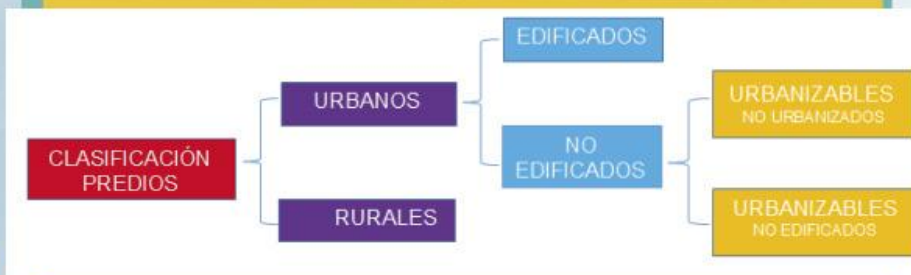 EDIFICADOS
URBANIZABLES
NO URBANIZADOS
URBANOS
NO
EDIFICADOS
CLASIFICACIÓN
PREDIOS
URBANIZABLES
NO EDIFICADOS
RURALES